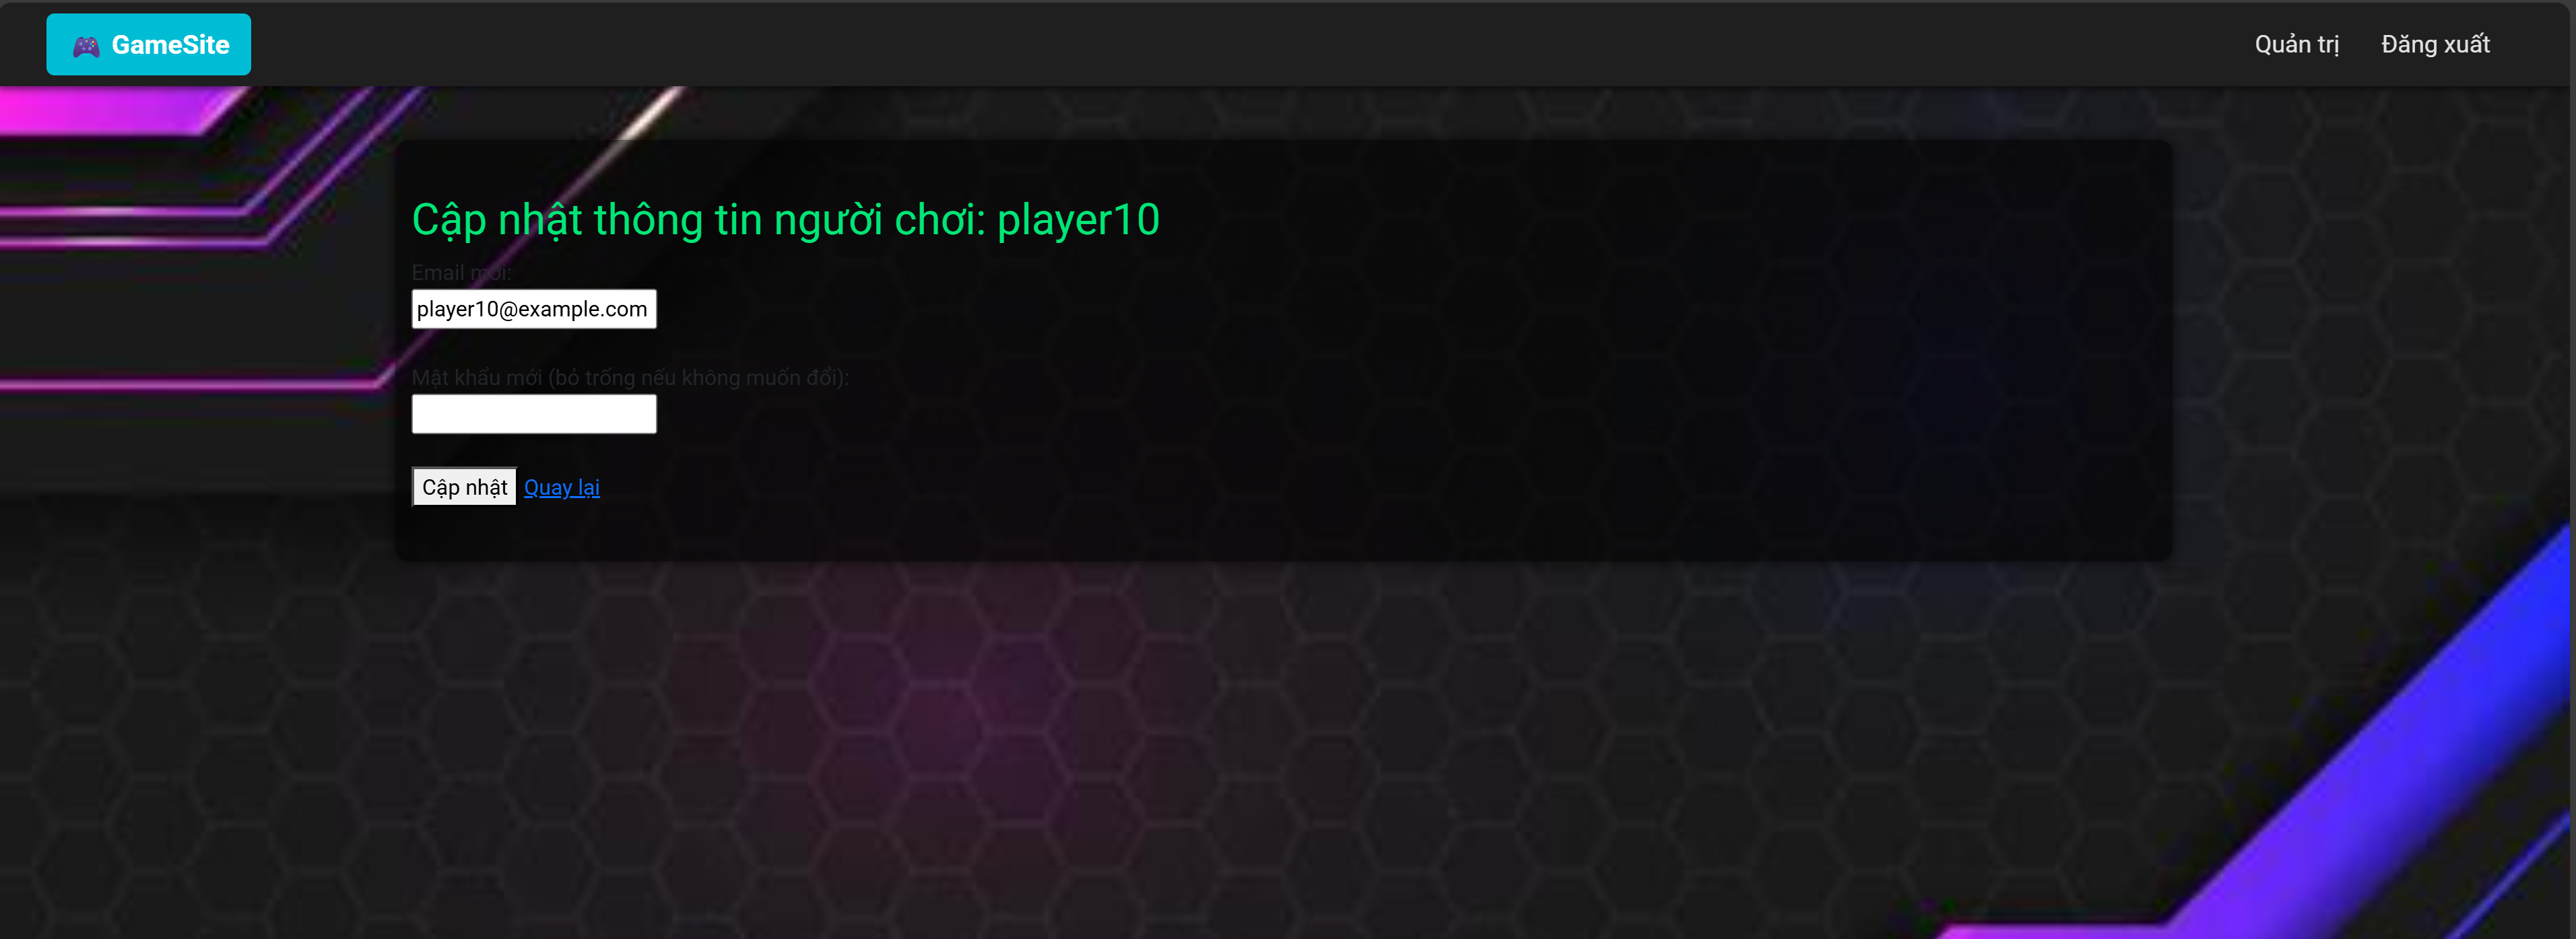 GameSite
Quản trị
Đăng xuất
Cập nhật thông tin người chơi: player10
Email mới:
player10@example.com
Mật khẩu mới (bỏ trống nếu không muốn đổi):
Cập nhật Quay lại